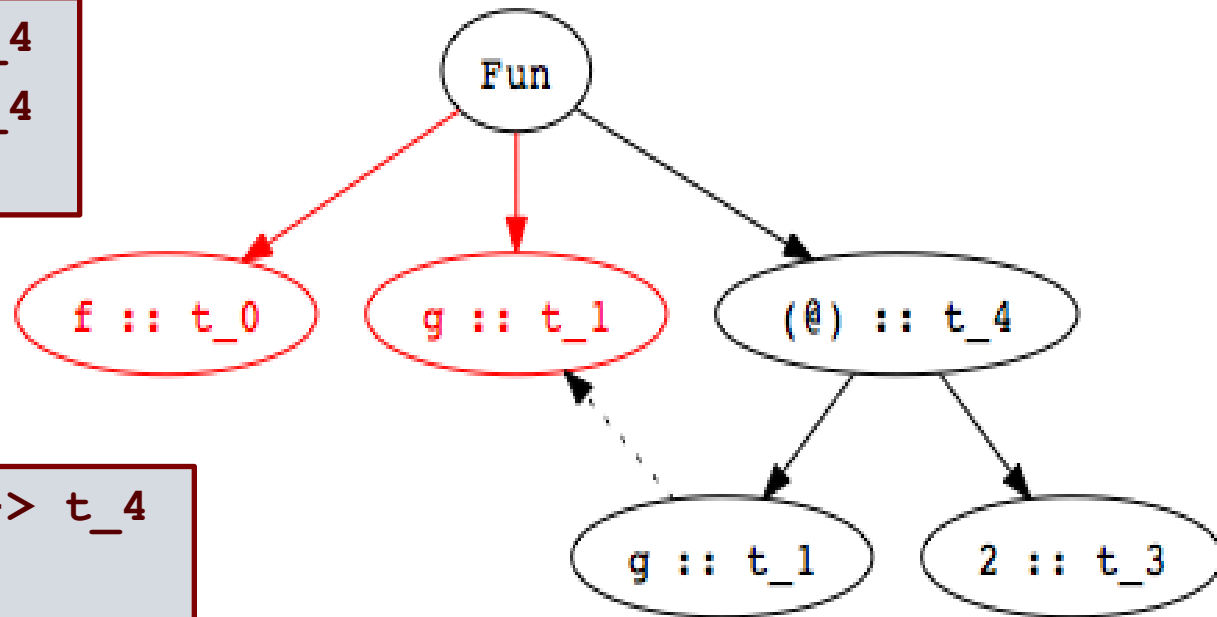 _4
_4
Fun
f :: t_0
g :: t_1
(@) :: t_4
> t_4
g :: t_1
2 :: t_3